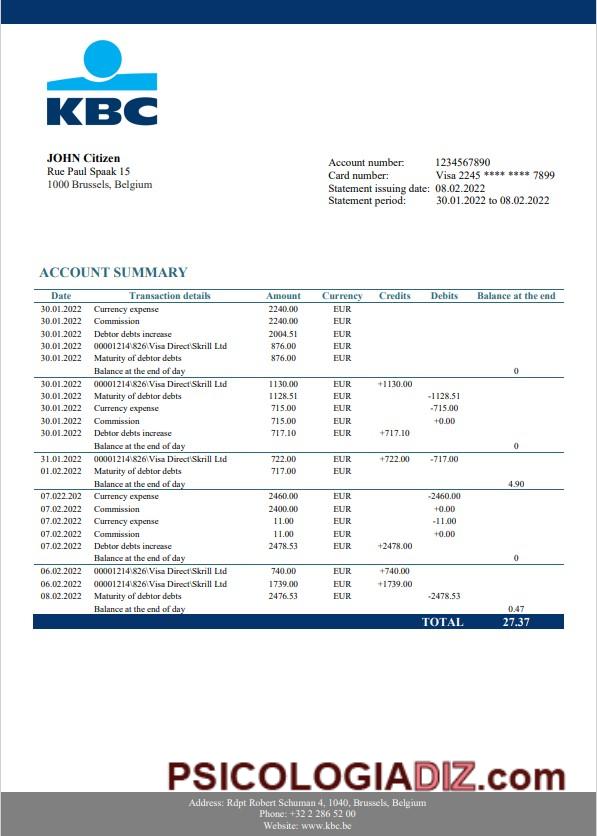 KBC
JOHN Citizen
Rue Paul Spaak 15
1000 Brussels, Belgium
Account number: 1234567890
Card number: Visa 2245 **** **** 7899
Statement issuing date: 08.02.2022
Statement period: 30.01.2022 to 08.02.2022
ACCOUNT SUMMARY
Date Transaction details Amount Currency Credits Debits Balance at the end
30.01.2022 Currency expense 2240.00 EUR
30.01.2022 Commission 2240.00 EUR
30.01.2022 Debtor debts increase 2004.51 EUR
30.01.2022 00001214\826\Visa Direct\Skrill Ltd 876.00 EUR
30.01.2022 Maturity of debtor debts 876.00 EUR
Balance at the end of day 0
30.01.2022 00001214\826\Visa Direct\Skrill Ltd 1130.00 EUR +1130.00
30.01.2022 Maturity of debtor debts 1128.51 EUR -1128.51
30.01.2022 Currency expense 715.00 EUR -715.00
30.01.2022 Commission 715.00 EUR +0.00
30.01.2022 Debtor debts increase 717.10 EUR +717.10
Balance at the end of day 0
31.01.2022 00001214\826\Visa Direct\Skrill Ltd 722.00 EUR +722.00 -717.00
01.02.2022 Maturity of debtor debts 717.00 EUR
Balance at the end of day 4.90
07.022.202 Currency expense 2460.00 EUR -2460.00
07.02.2022 Commission 2400.00 EUR +0.00
07.02.202 Currency expense 11.00 EUR -11.00
07.02.2022 Commission 11.00 EUR +0.00
07.02.2022 Debtor debts increase 2478.53 EUR +2478.00
Balance at the end of day 0
06.02.2022 00001214\826\Visa Direct\Skrill Ltd 740.00 EUR +740.00
06.02.2022 00001214\826\Visa Direct\Skrill Ltd 1739.00 EUR +1739.00
08.02.2022 Maturity of debtor debts 2476.53 EUR -2478.53
Balance at the end of day 0.47
TOTAL 27.37
PSICOLOGIADIZ.com
Address: Rdpt Robert Schuman 4, 1040, Brussels, Belgium
Phone: +32 2 286 52 00
Website: www.kbc.be